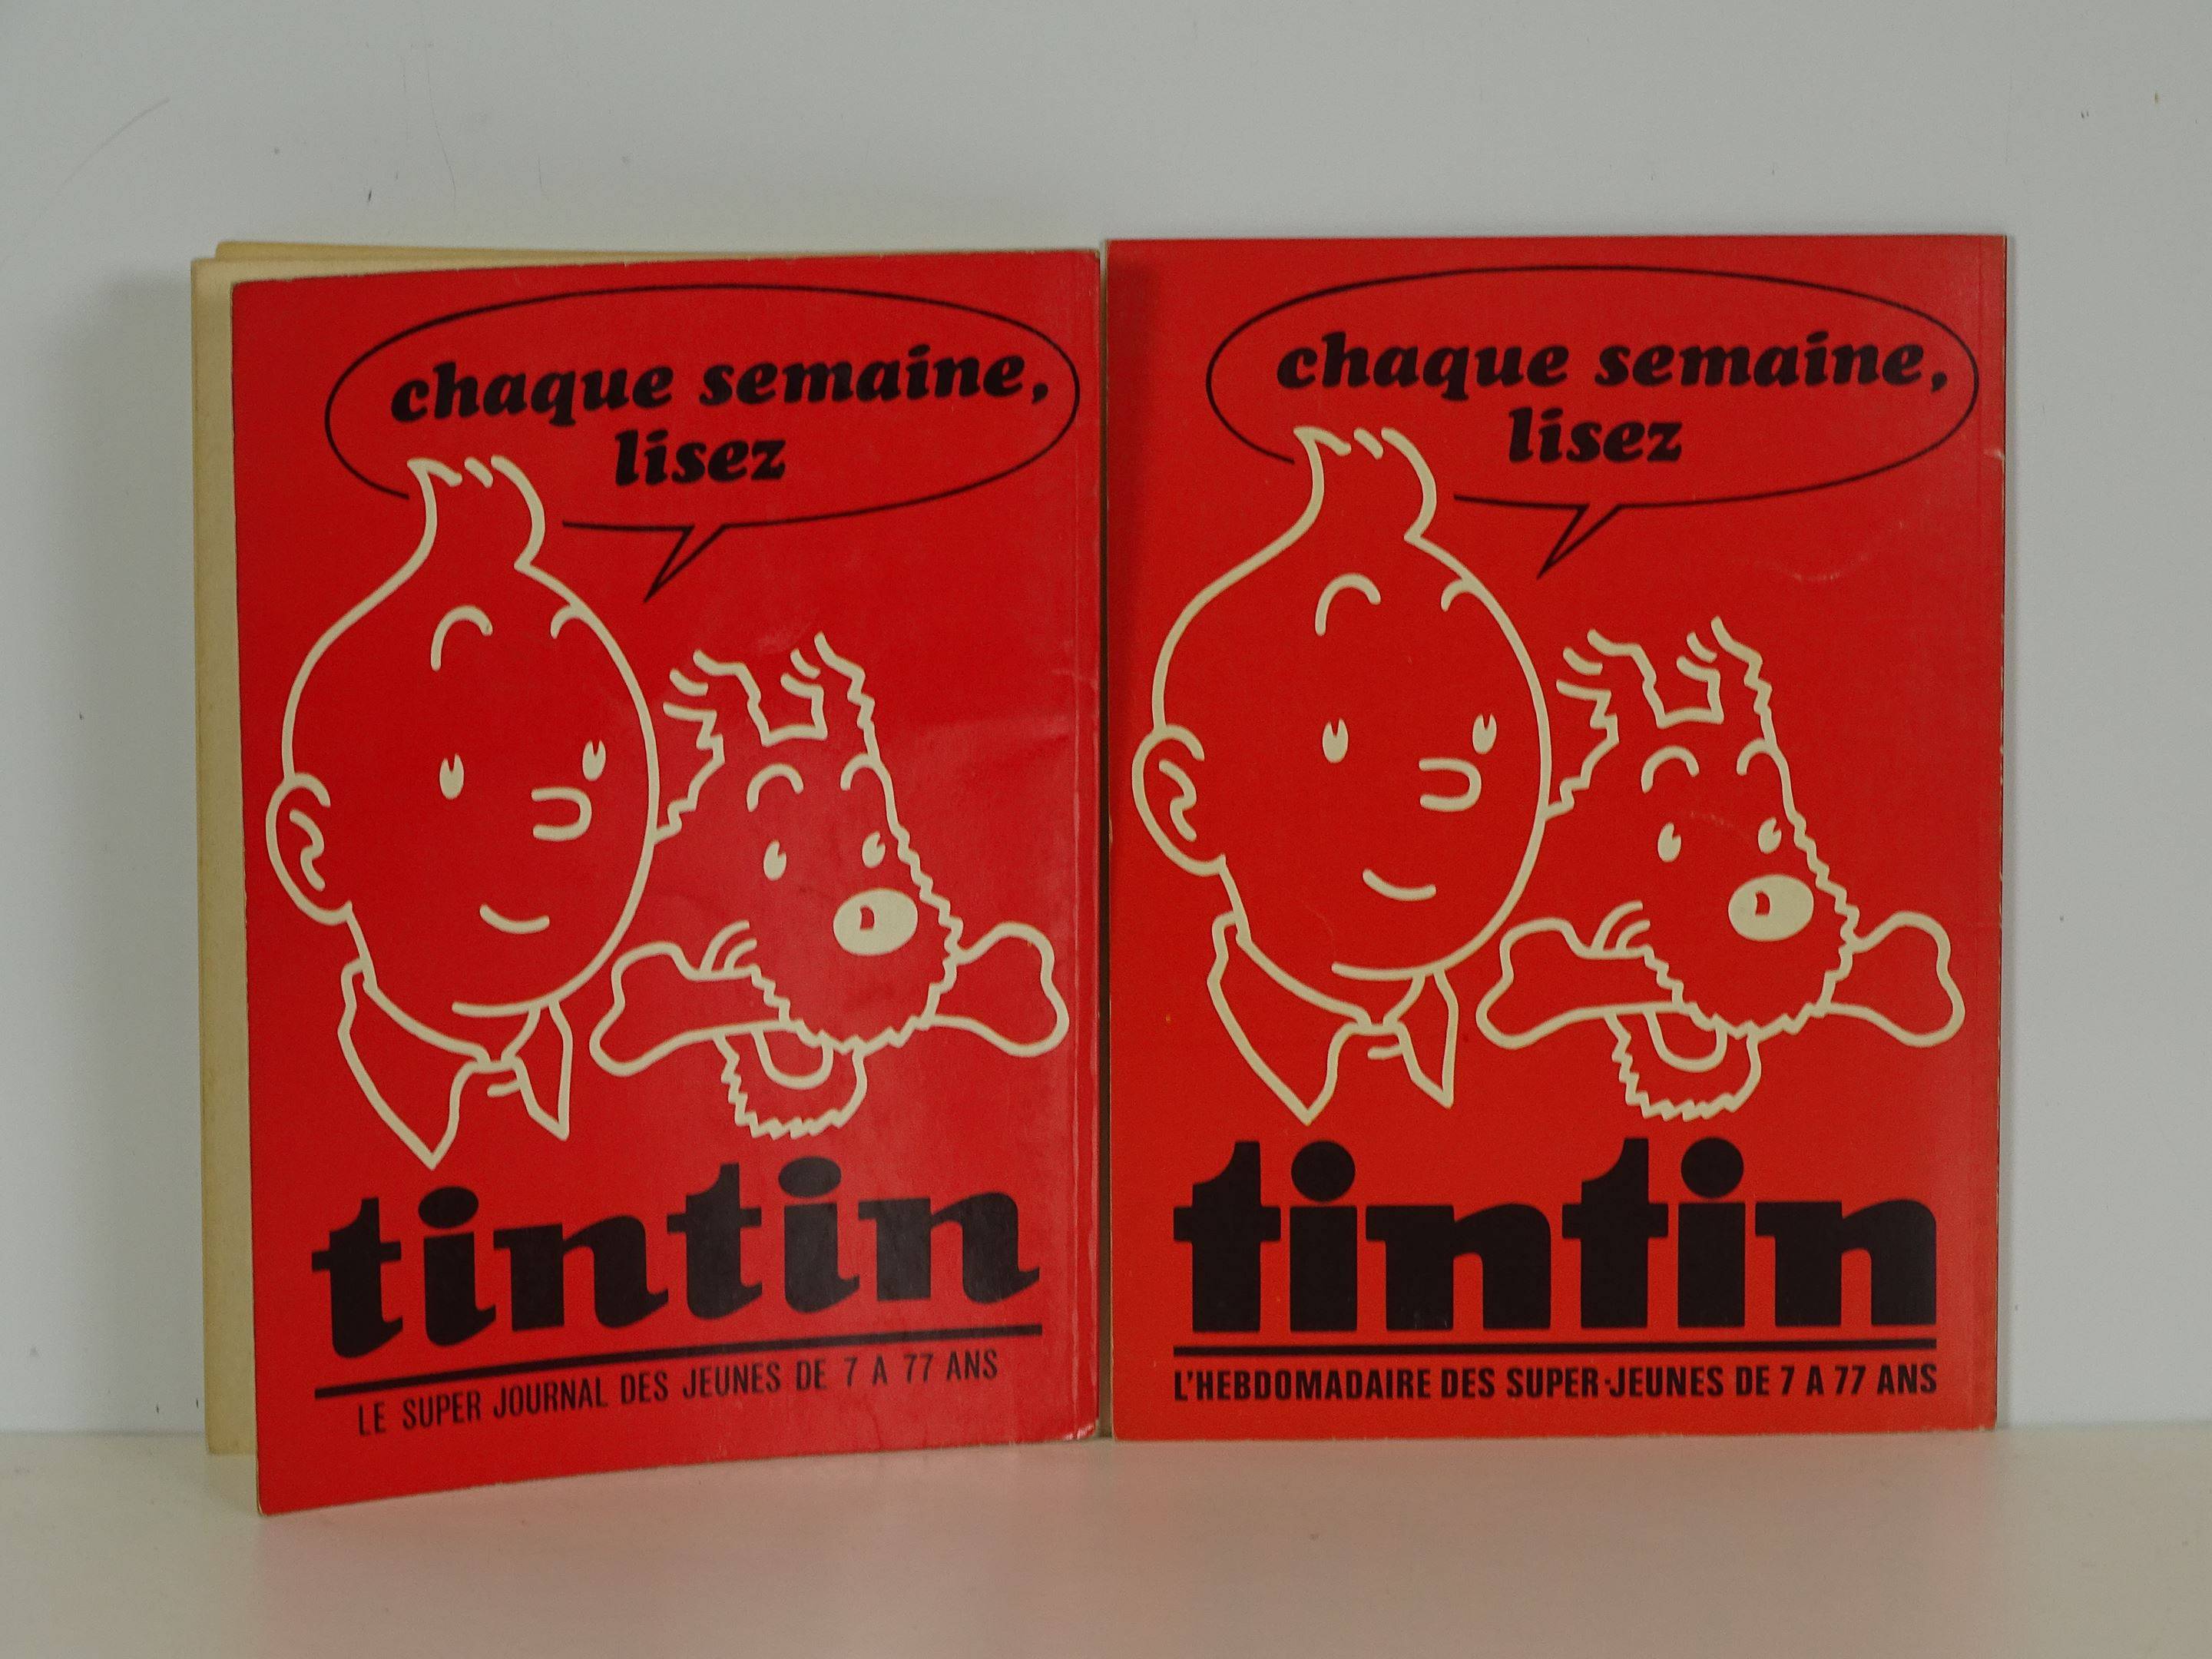 chaque semaine,
lisez
tintin
LE SUPER JOURNAL DES JEUNES DE 7 A 77 ANS
chaque semaine,
lisez
tintin
L'HEBDOMADAIRE DES SUPER-JEUNES DE 7 A 77 ANS